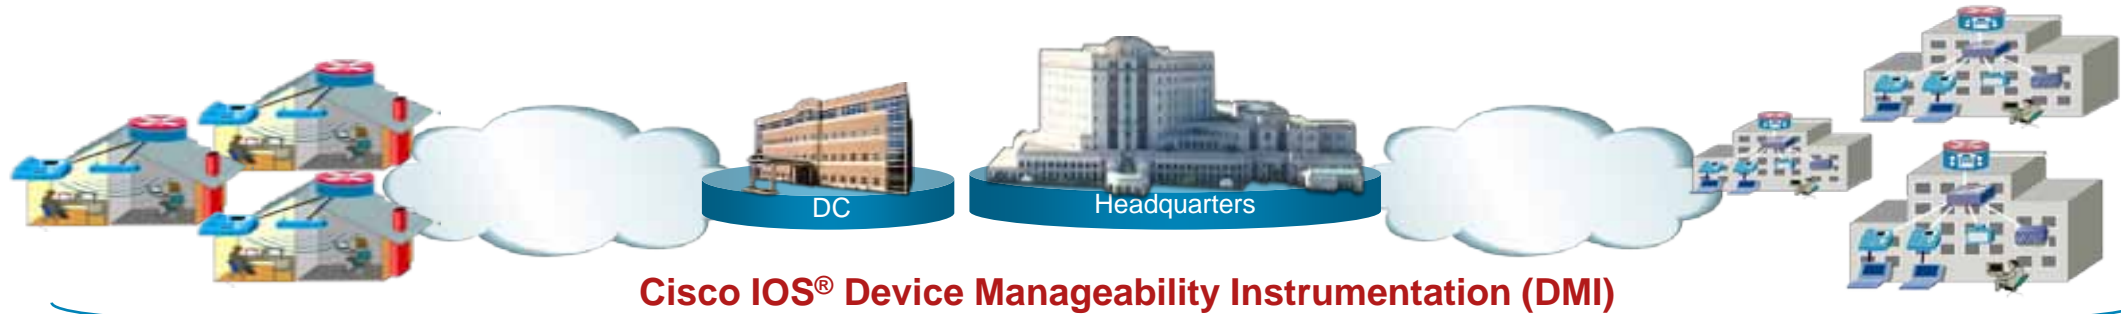 DC
Headquarters
Cisco IOS® Device Manageability Instrumentation (DMI)